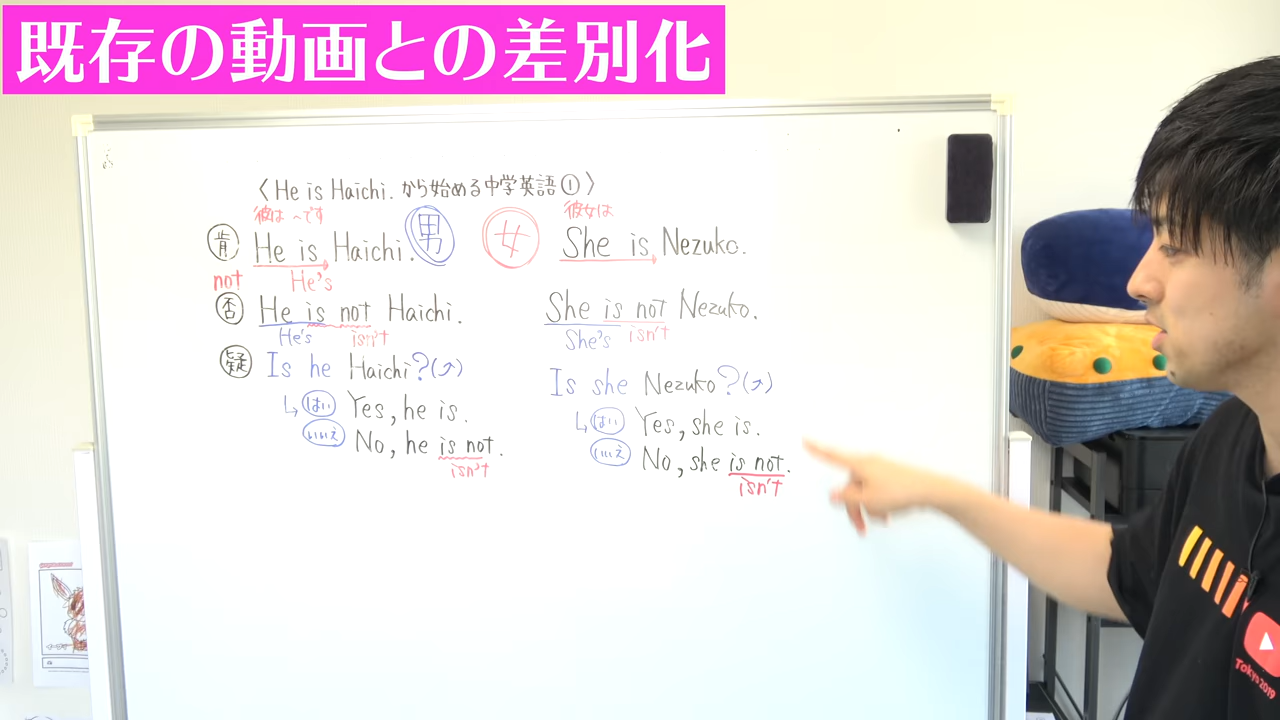 既存の動画との差別化
〈He is Haichi. から始める中学英語①〉
彼は 〜です
彼女は
肯 He is Haichi. 男
女 She is Nezuko.
not He's
否 He is not Haichi.
She is not Nezuko.
He's isn't
She's isn't
疑 Is he Haichi?(⤴)
Is she Nezuko?(⤴)
↳ はい Yes, he is.
↳ はい Yes, she is.
いいえ No, he is not.
いいえ No, she is not.
isn't
isn't
Tokyo 2019